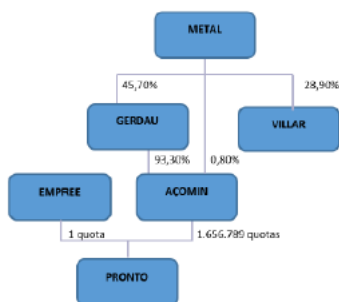 METAL
45,70%
28,90%
GERDAU
VILLAR
93,30%
0,80%
EMPREE
AÇOMIN
1 quota
1.656.789 quotas
PRONTO